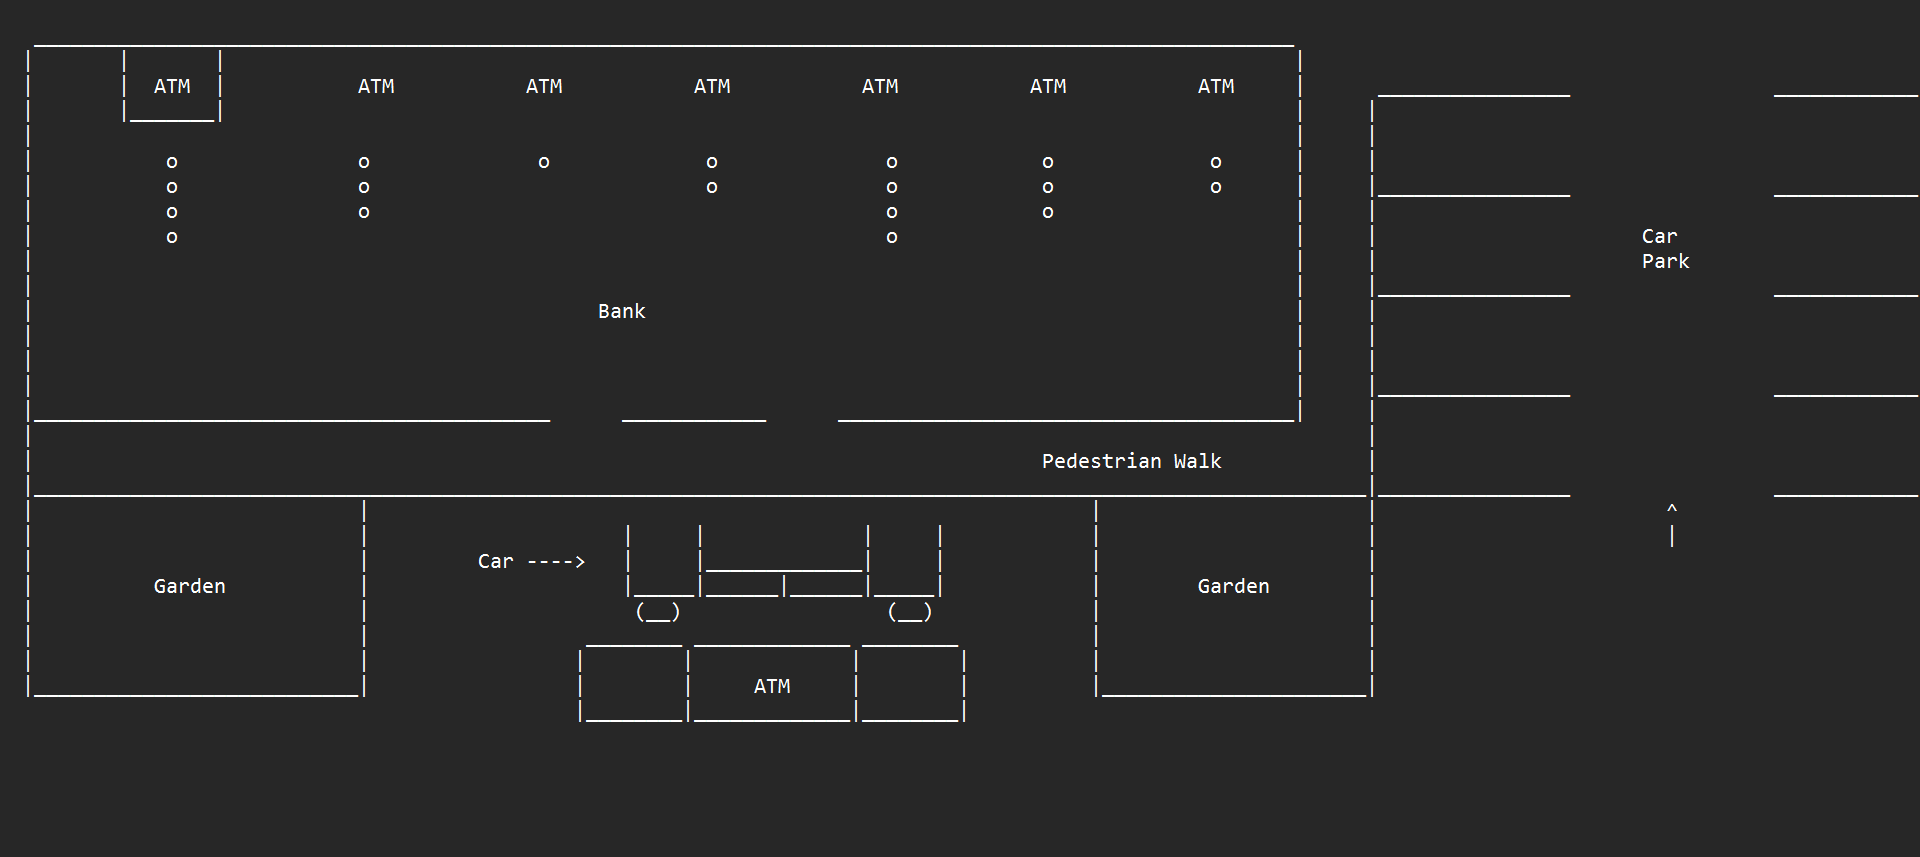 ATM ATM ATM ATM ATM ATM ATM
o o o o o o o
o o o o o o
o o o o
o o
Car
Park
Bank
Pedestrian Walk
^
|
Car ---->
Garden Garden
(__) (__)
ATM